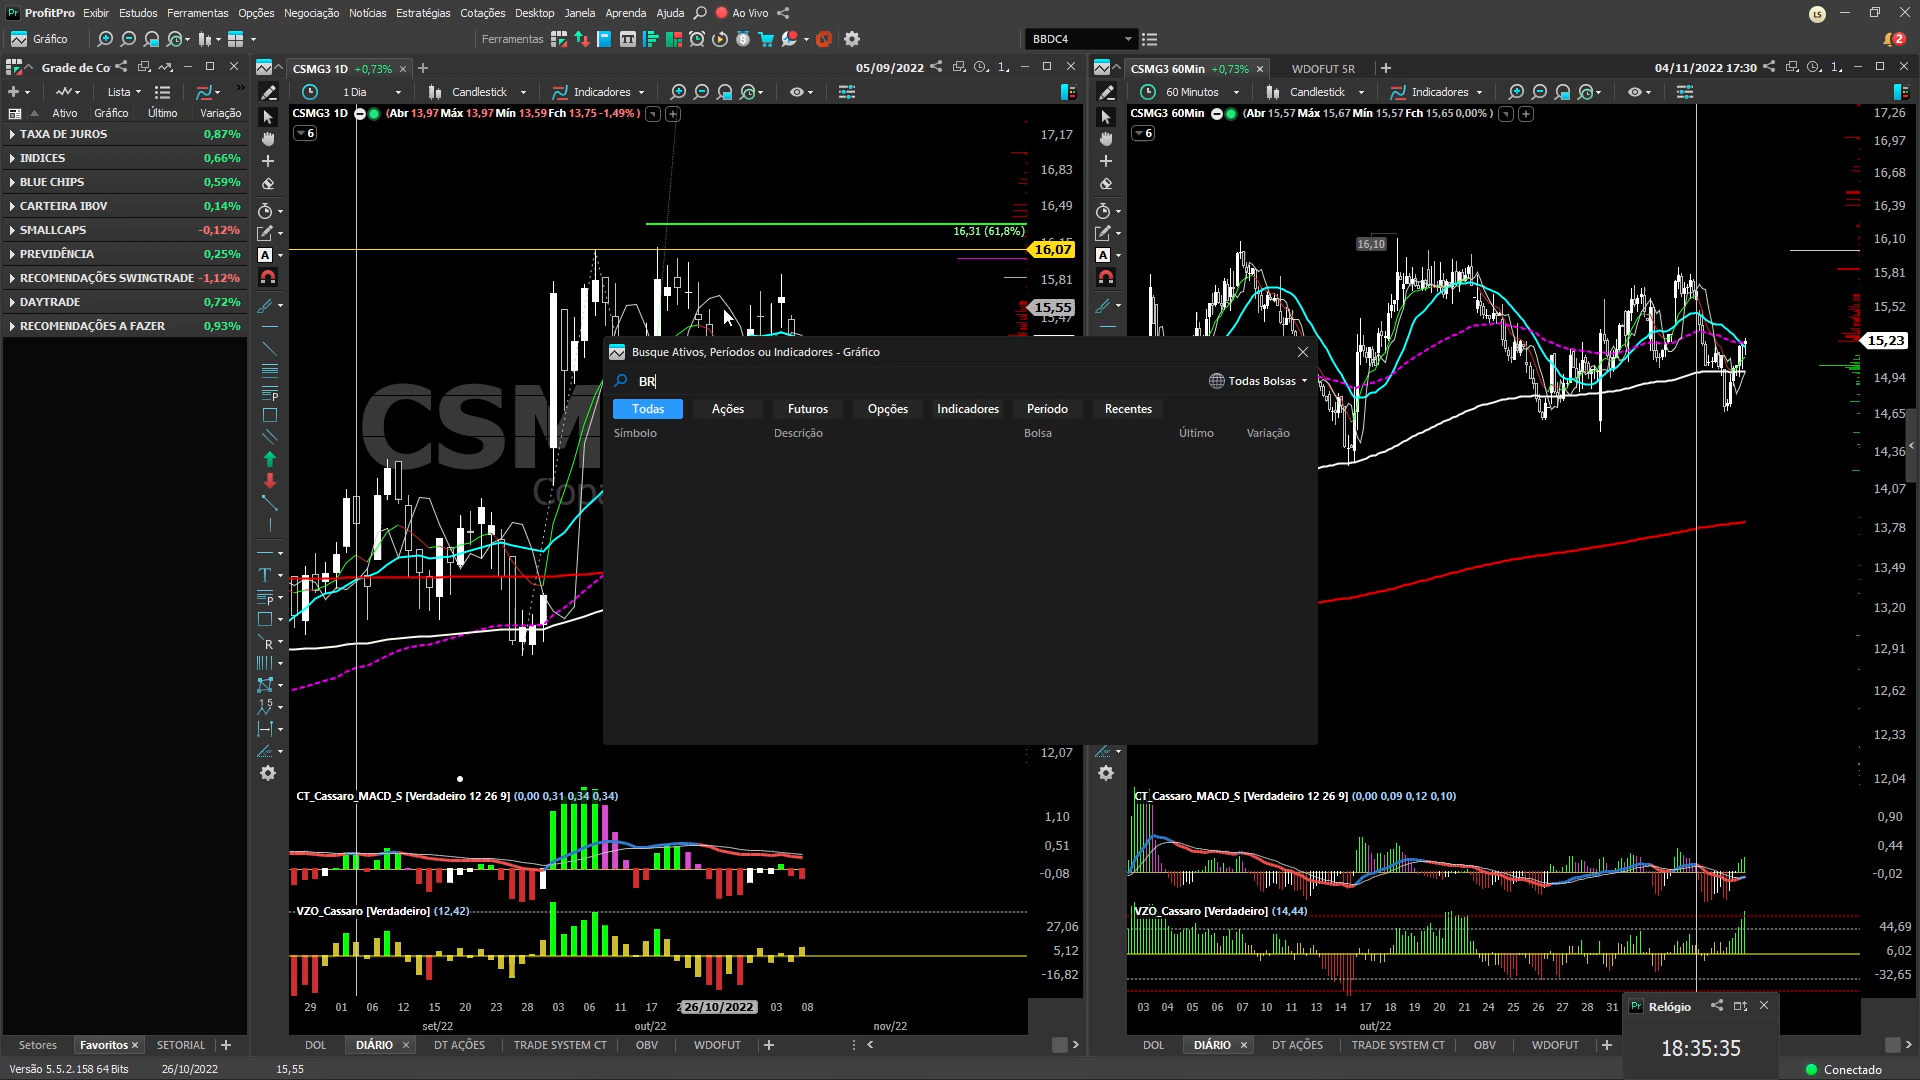 ProfitPro Exibir Estudos Ferramentas Opções Negociação Notícias Estratégias Cotações Desktop Janela Aprenda Ajuda Ao Vivo LS
Gráfico Ferramentas BBDC4 2
Grade de Co
Lista
Ativo Gráfico Último Variação
TAXA DE JUROS 0,87%
INDICES 0,66%
BLUE CHIPS 0,59%
CARTEIRA IBOV 0,14%
SMALLCAPS -0,12%
PREVIDÊNCIA 0,25%
RECOMENDAÇÕES SWINGTRADE -1,12%
DAYTRADE 0,72%
RECOMENDAÇÕES A FAZER 0,93%
CSMG3 1D +0,73% 05/09/2022
1 Dia Candlestick Indicadores
CSMG3 1D (Abr 13,97 Máx 13,97 Mín 13,59 Fch 13,75 -1,49% )
6
16,31 (61,8%)
17,17
16,83
16,49
16,07
15,81
15,55
12,07
CSM
Copa
CT_Cassaro_MACD_S [Verdadeiro 12 26 9] (0,00 0,31 0,34 0,34)
1,10
0,51
-0,08
VZO_Cassaro [Verdadeiro] (12,42)
27,06
5,12
-16,82
29 01 06 12 15 20 23 28 03 06 11 17 26/10/2022 03 08
set/22 out/22 nov/22
DOL DIÁRIO DT AÇÕES TRADE SYSTEM CT OBV WDOFUT
Busque Ativos, Períodos ou Indicadores - Gráfico
BR Todas Bolsas
Todas Ações Futuros Opções Indicadores Período Recentes
Símbolo Descrição Bolsa Último Variação
CSMG3 60Min +0,73% WDOFUT 5R 04/11/2022 17:30
60 Minutos Candlestick Indicadores
CSMG3 60Min (Abr 15,57 Máx 15,67 Mín 15,57 Fch 15,65 0,00% )
6
16,10
17,26
16,97
16,68
16,39
16,10
15,81
15,52
15,23
14,94
14,65
14,36
14,07
13,78
13,49
13,20
12,91
12,62
12,33
12,04
CT_Cassaro_MACD_S [Verdadeiro 12 26 9] (0,00 0,09 0,12 0,10)
0,90
0,44
-0,02
VZO_Cassaro [Verdadeiro] (14,44)
44,69
6,02
-32,65
03 04 05 06 07 10 11 13 14 17 18 19 20 21 24 25 26 27 28 31
out/22
DOL DIÁRIO DT AÇÕES TRADE SYSTEM CT OBV WDOFUT
Relógio
18:35:35
Setores Favoritos SETORIAL
Versão 5.5.2.158 64 Bits 26/10/2022 15,55 Conectado